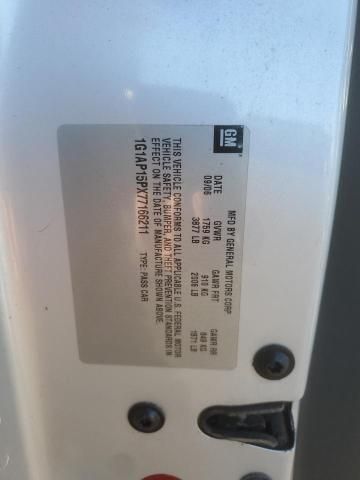 GM
MFD BY GENERAL MOTORS CORP
DATE GVWR GAWR FRT GAWR RR
09/06 1759 KG 910 KG 849 KG
3877 LB 2006 LB 1871 LB
THIS VEHICLE CONFORMS TO ALL APPLICABLE U.S. FEDERAL MOTOR
VEHICLE SAFETY, BUMPER, AND THEFT PREVENTION STANDARDS IN
EFFECT ON THE DATE OF MANUFACTURE SHOWN ABOVE.
1G1AP15PX77166211 TYPE: PASS CAR